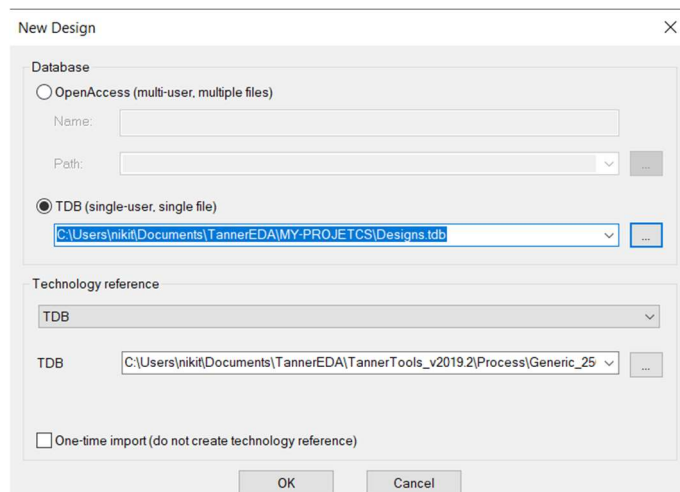 New Design
Database
OpenAccess (multi-user, multiple files)
Name:
Path:
...
TDB (single-user, single file)
C:\Users\nikit\Documents\TannerEDA\MY-PROJETCS\Designs.tdb
...
Technology reference
TDB
TDB
C:\Users\nikit\Documents\TannerEDA\TannerTools_v2019.2\Process\Generic_25
...
One-time import (do not create technology reference)
OK
Cancel